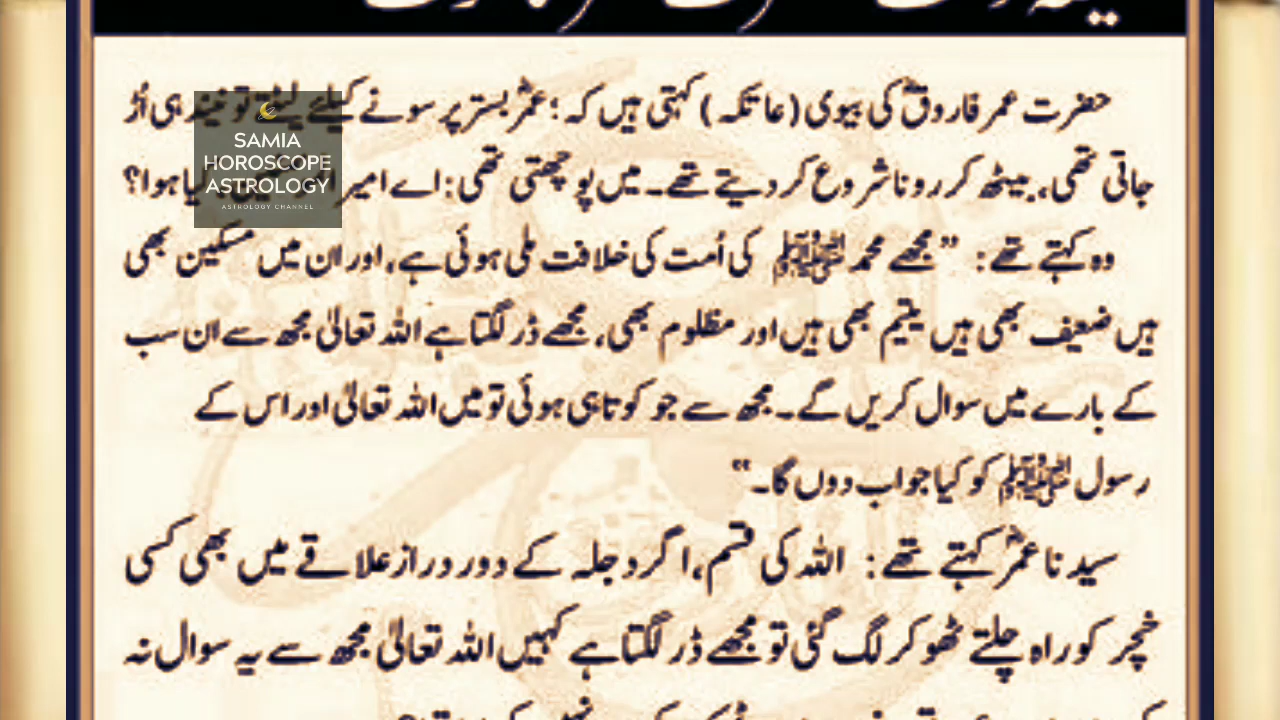 حضرت عمر فاروقؓ کی بیوی (عاتکہ) کہتی ہیں کہ: عمرؓ بستر پر سونے کیلئے لیٹتے تو نیند ہی اُڑ
جاتی تھی، بیٹھ کر رونا شروع کر دیتے تھے۔ میں پوچھتی تھی: اے امیر کیا ہوا؟
وہ کہتے تھے: ”مجھے محمد ﷺ کی اُمت کی خلافت ملی ہوئی ہے، اور ان میں مسکین بھی
ہیں ضعیف بھی ہیں یتیم بھی ہیں اور مظلوم بھی، مجھے ڈر لگتا ہے اللہ تعالیٰ مجھ سے ان سب
کے بارے میں سوال کریں گے۔ مجھ سے جو کوتاہی ہوئی تو میں اللہ تعالیٰ اور اس کے
رسول ﷺ کو کیا جواب دوں گا۔“
سیدنا عمرؓ کہتے تھے: اللہ کی قسم، اگر دجلہ کے دور دراز علاقے میں بھی کسی
خچر کو راہ چلتے ٹھوکر لگ گئی تو مجھے ڈر لگتا ہے کہیں اللہ تعالیٰ مجھ سے یہ سوال نہ
SAMIA
HOROSCOPE
ASTROLOGY
ASTROLOGY CHANNEL